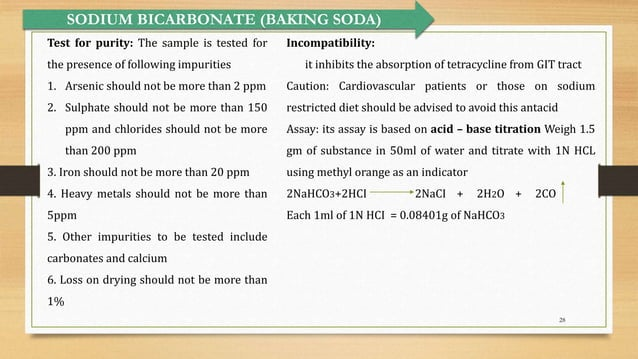 SODIUM BICARBONATE (BAKING SODA)
Test for purity: The sample is tested for
the presence of following impurities
1. Arsenic should not be more than 2 ppm
2. Sulphate should not be more than 150
ppm and chlorides should not be more
than 200 ppm
3. Iron should not be more than 20 ppm
4. Heavy metals should not be more than
5ppm
5. Other impurities to be tested include
carbonates and calcium
6. Loss on drying should not be more than
1%
Incompatibility:
it inhibits the absorption of tetracycline from GIT tract
Caution: Cardiovascular patients or those on sodium
restricted diet should be advised to avoid this antacid
Assay: its assay is based on acid – base titration Weigh 1.5
gm of substance in 50ml of water and titrate with 1N HCL
using methyl orange as an indicator
2NaHCO3+2HCI 2NaCI + 2H2O + 2CO
Each 1ml of 1N HCI = 0.08401g of NaHCO3
28